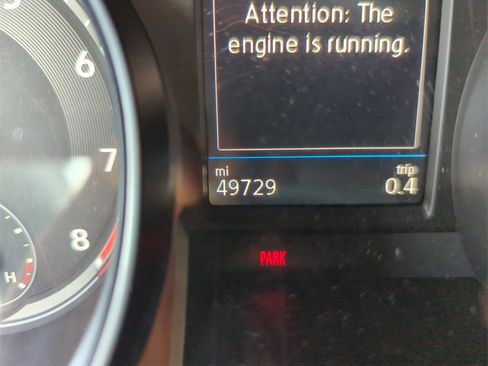 Attention: The
engine is running.
6
7
8
H
mi
trip
49729
0.4
PARK